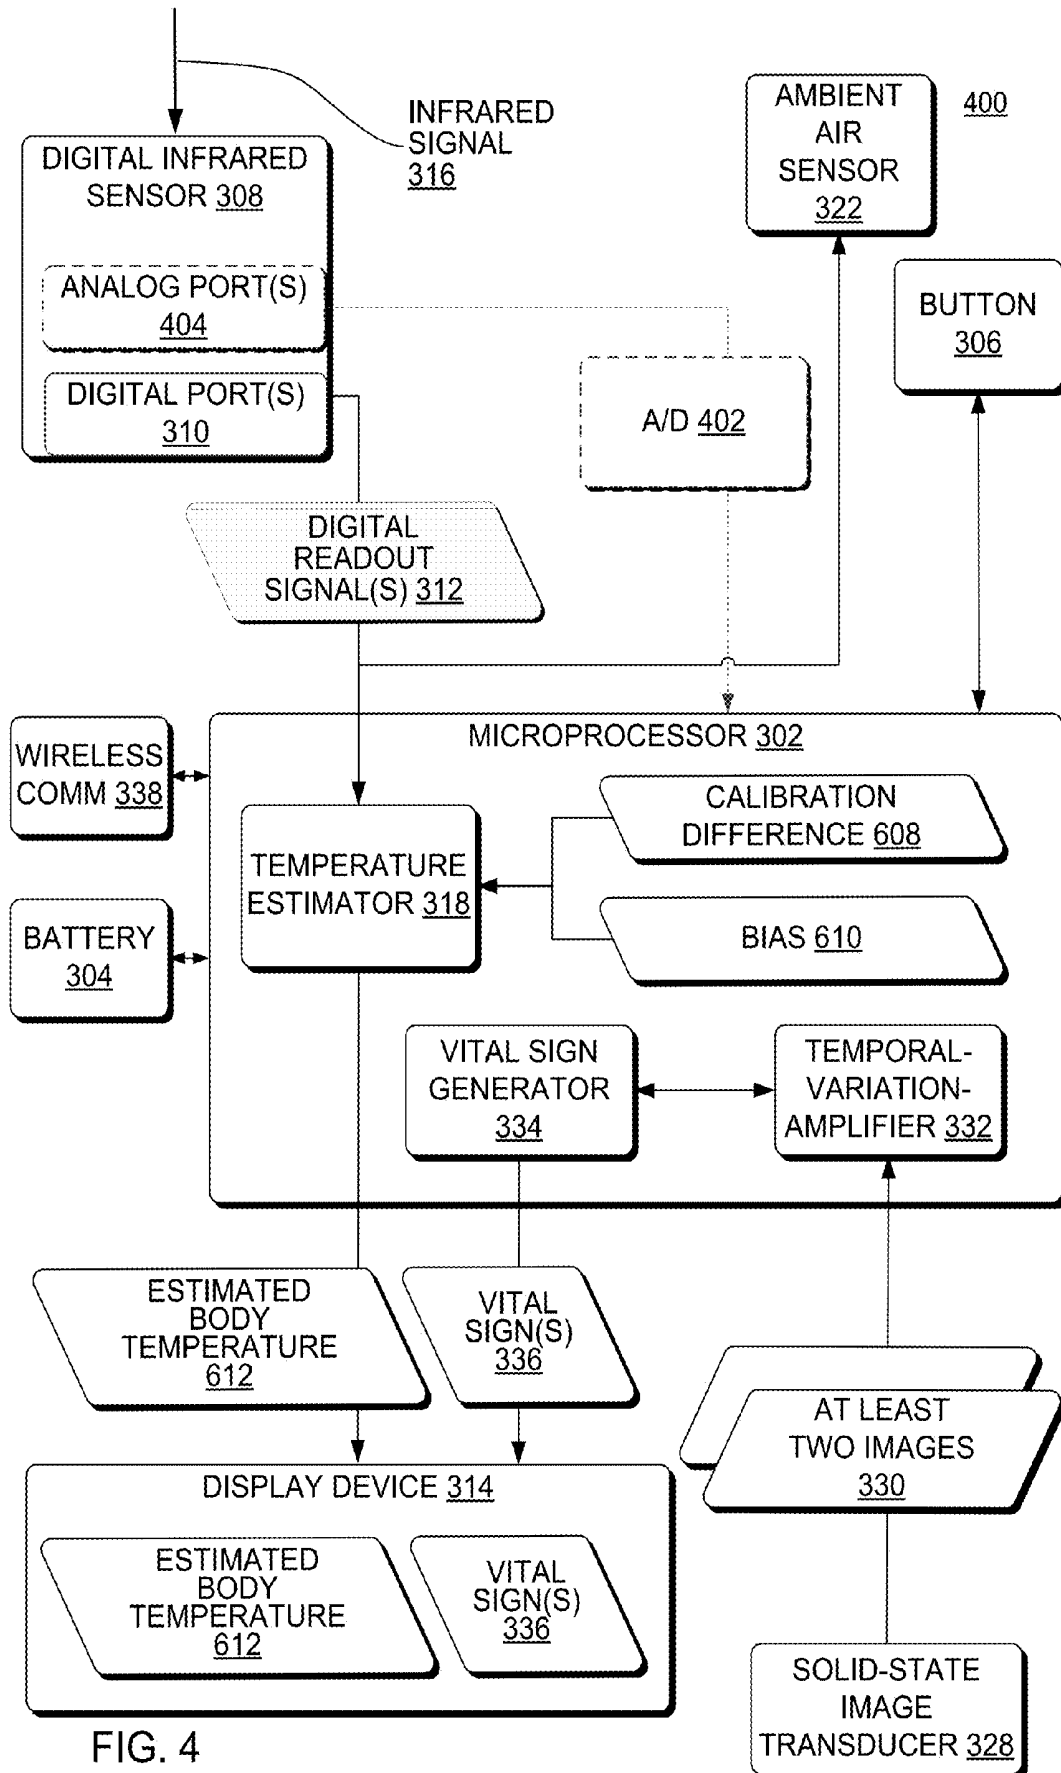 INFRARED
SIGNAL
316
AMBIENT
AIR
SENSOR
322
400
DIGITAL INFRARED
SENSOR 308
ANALOG PORT(S)
404
DIGITAL PORT(S)
310
BUTTON
306
A/D 402
DIGITAL
READOUT
SIGNAL(S) 312
MICROPROCESSOR 302
WIRELESS
COMM 338
CALIBRATION
DIFFERENCE 608
TEMPERATURE
ESTIMATOR 318
BATTERY
304
BIAS 610
VITAL SIGN
GENERATOR
334
TEMPORAL-
VARIATION-
AMPLIFIER 332
ESTIMATED
BODY
TEMPERATURE
612
VITAL
SIGN(S)
336
AT LEAST
TWO IMAGES
330
DISPLAY DEVICE 314
ESTIMATED
BODY
TEMPERATURE
612
VITAL
SIGN(S)
336
SOLID-STATE
IMAGE
TRANSDUCER 328
FIG. 4